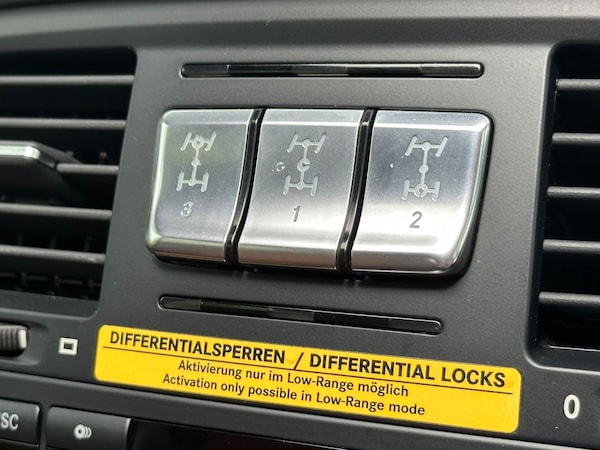 3 1 2
DIFFERENTIALSPERREN / DIFFERENTIAL LOCKS
Aktivierung nur im Low-Range möglich
Activation only possible in Low-Range mode
0
SC